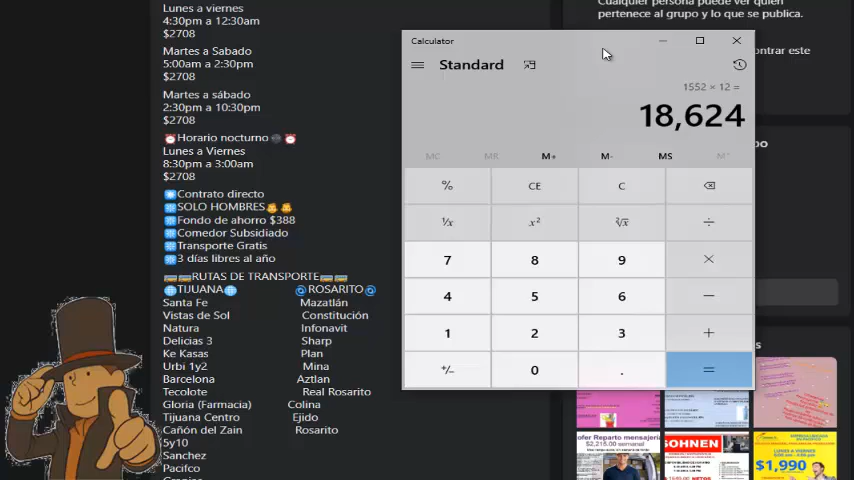 Lunes a viernes
4:30pm a 12:30am
$2708
Martes a Sabado
5:00am a 2:30pm
$2708
Martes a sábado
2:30pm a 10:30pm
$2708
⏰Horario nocturno🌑⏰
Lunes a Viernes
8:30pm a 3:00am
$2708
Contrato directo
SOLO HOMBRES
Fondo de ahorro $388
Comedor Subsidiado
Transporte Gratis
3 días libres al año
RUTAS DE TRANSPORTE
TIJUANA
Santa Fe
Vistas de Sol
Natura
Delicias 3
Ke Kasas
Urbi 1y2
Barcelona
Tecolote
Gloria (Farmacia)
Tijuana Centro
Cañón del Zain
5y10
Sanchez
Pacifco
ROSARITO
Mazatlán
Constitución
Infonavit
Sharp
Plan
Mina
Aztlan
Real Rosarito
Colina
Ejido
Rosarito
Cualquier persona puede ver quién
pertenece al grupo y lo que se publica.
ontrar este
po
s
Calculator
Standard
1552 × 12 =
18,624
MC MR M+ M- MS M˅
% CE C
⅟x x² ²√x ÷
7 8 9 ×
4 5 6 −
1 2 3 +
+/− 0 . =
ofer Reparto mensajeria
$2,215.00 semanal
SOHNEN
LUNES A
VIERNES
$1,990